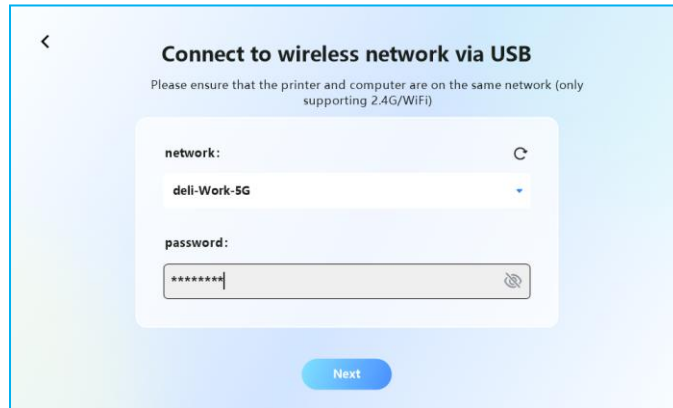 Connect to wireless network via USB
Please ensure that the printer and computer are on the same network (only
supporting 2.4G/WiFi)
network:
deli-Work-5G
password:
********
Next